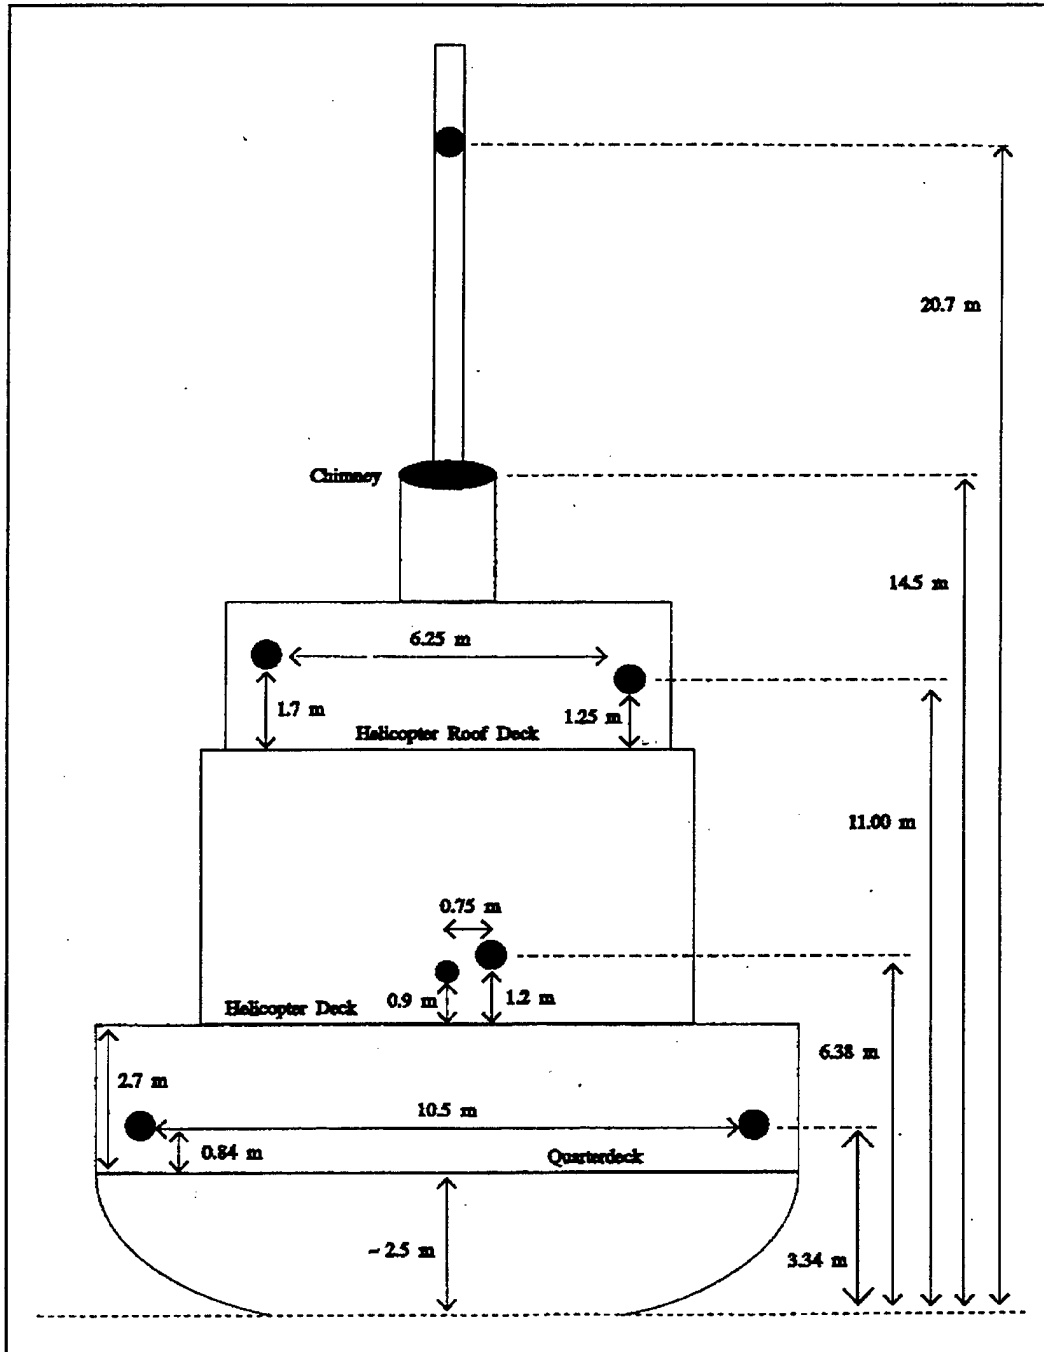 20.7 m
Chimney
14.5 m
6.25 m
1.7 m
1.25 m
Helicopter Roof Deck
11.00 m
0.75 m
0.9 m
1.2 m
Helicopter Deck
6.38 m
2.7 m
10.5 m
0.84 m
Quarterdeck
~ 2.5 m
3.34 m